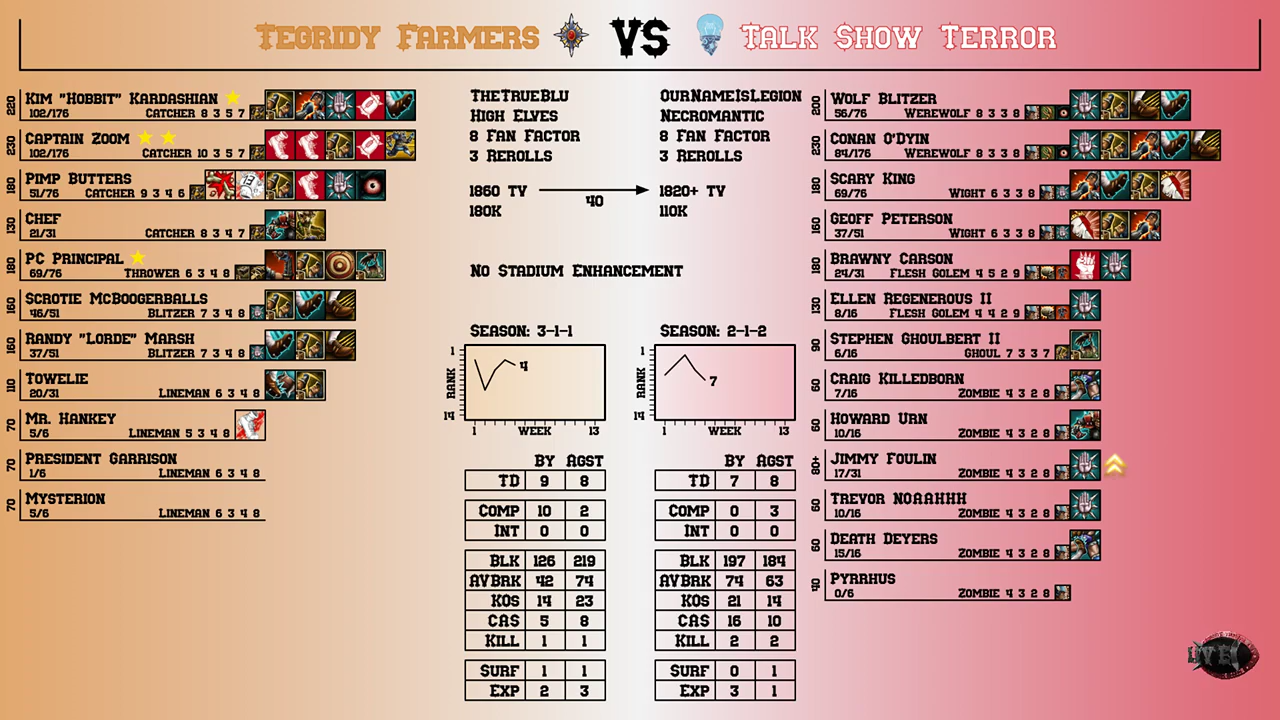 Tegridy Farmers VS Talk Show Terror
220 Kim "Hobbit" Kardashian
102/176 Catcher 8 3 5 7
230 Captain Zoom
102/176 Catcher 10 3 5 7
180 Pimp Butters
51/76 Catcher 9 3 4 6
130 Chef
21/31 Catcher 8 3 4 7
180 PC Principal
69/76 Thrower 6 3 4 8
160 Scrotie McBoogerballs
46/51 Blitzer 7 3 4 8
160 Randy "Lorde" Marsh
37/51 Blitzer 7 3 4 8
110 Towelie
20/31 Lineman 6 3 4 8
70 Mr. Hankey
5/6 Lineman 5 3 4 8
70 President Garrison
1/6 Lineman 6 3 4 8
70 Mysterion
5/6 Lineman 6 3 4 8
TheTrueBlu
High Elves
8 Fan Factor
3 Rerolls
1860 TV
180K
40
OurNameIsLegion
Necromantic
8 Fan Factor
3 Rerolls
1820+ TV
110K
No Stadium Enhancement
Season: 3-1-1
1
Rank
14
4
1 Week 13
By Agst
TD 9 8
Comp 10 2
Int 0 0
Blk 126 219
AvBrk 42 74
KOs 14 23
Cas 5 8
Kill 1 1
Surf 1 1
Exp 2 3
Season: 2-1-2
1
Rank
14
7
1 Week 13
By Agst
TD 7 8
Comp 0 3
Int 0 0
Blk 197 184
AvBrk 74 63
KOs 21 14
Cas 16 10
Kill 2 2
Surf 0 1
Exp 3 1
200 Wolf Blitzer
56/76 Werewolf 8 3 3 8
230 Conan O'Dyin
84/176 Werewolf 8 3 3 8
180 Scary King
69/76 Wight 6 3 3 8
160 Geoff Peterson
37/51 Wight 6 3 3 8
180 Brawny Carson
24/31 Flesh Golem 4 5 2 9
130 Ellen Regenerous II
8/16 Flesh Golem 4 4 2 9
90 Stephen Ghoulbert II
6/16 Ghoul 7 3 3 7
60 Craig Killedborn
7/16 Zombie 4 3 2 8
60 Howard Urn
10/16 Zombie 4 3 2 8
80+ Jimmy Foulin
17/31 Zombie 4 3 2 8
60 Trevor NOAAHHH
10/16 Zombie 4 3 2 8
60 Death Deyers
15/16 Zombie 4 3 2 8
40 Pyrrhus
0/6 Zombie 4 3 2 8